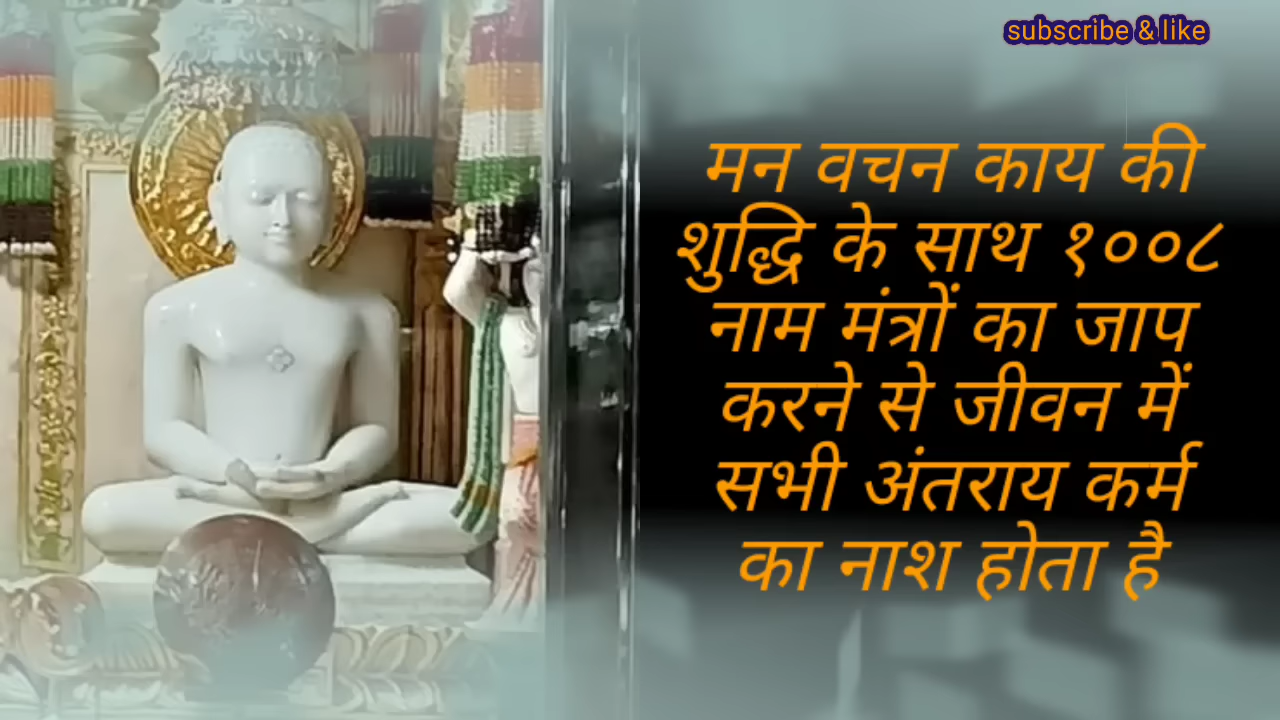 subscribe & like
मन वचन काय की
शुद्धि के साथ १००८
नाम मंत्रों का जाप
करने से जीवन में
सभी अंतराय कर्म
का नाश होता है